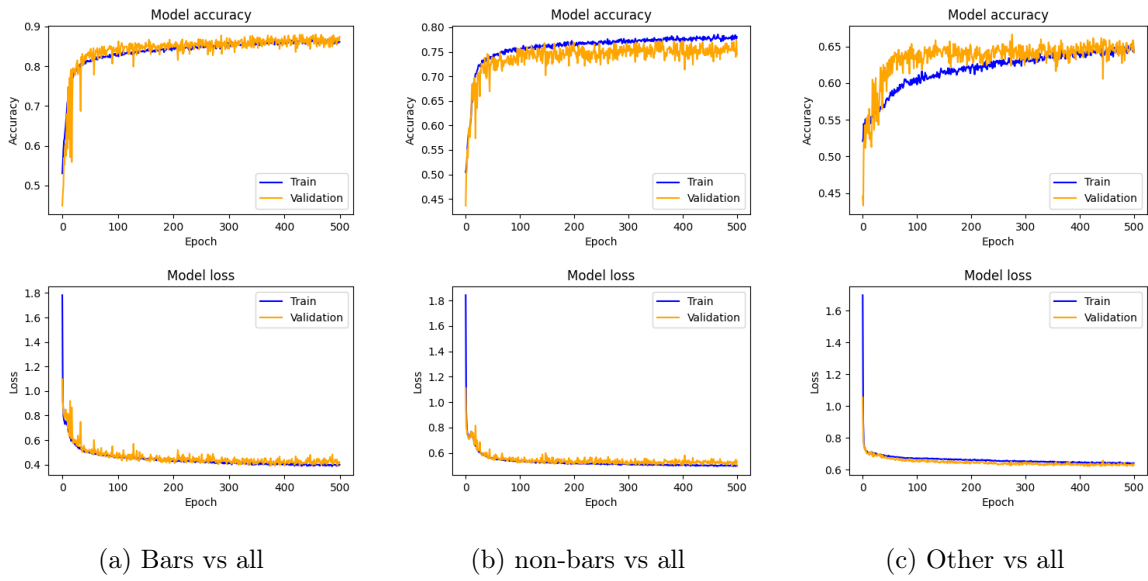 Model accuracy
0.9
0.8
0.7
0.6
0.5
Accuracy
Train
Validation
0 100 200 300 400 500
Epoch
Model accuracy
0.80
0.75
0.70
0.65
0.60
0.55
0.50
0.45
Accuracy
Train
Validation
0 100 200 300 400 500
Epoch
Model accuracy
0.65
0.60
0.55
0.50
0.45
Accuracy
Train
Validation
0 100 200 300 400 500
Epoch
Model loss
1.8
1.6
1.4
1.2
1.0
0.8
0.6
0.4
Loss
Train
Validation
0 100 200 300 400 500
Epoch
Model loss
1.8
1.6
1.4
1.2
1.0
0.8
0.6
Loss
Train
Validation
0 100 200 300 400 500
Epoch
Model loss
1.6
1.4
1.2
1.0
0.8
0.6
Loss
Train
Validation
0 100 200 300 400 500
Epoch
(a) Bars vs all
(b) non-bars vs all
(c) Other vs all